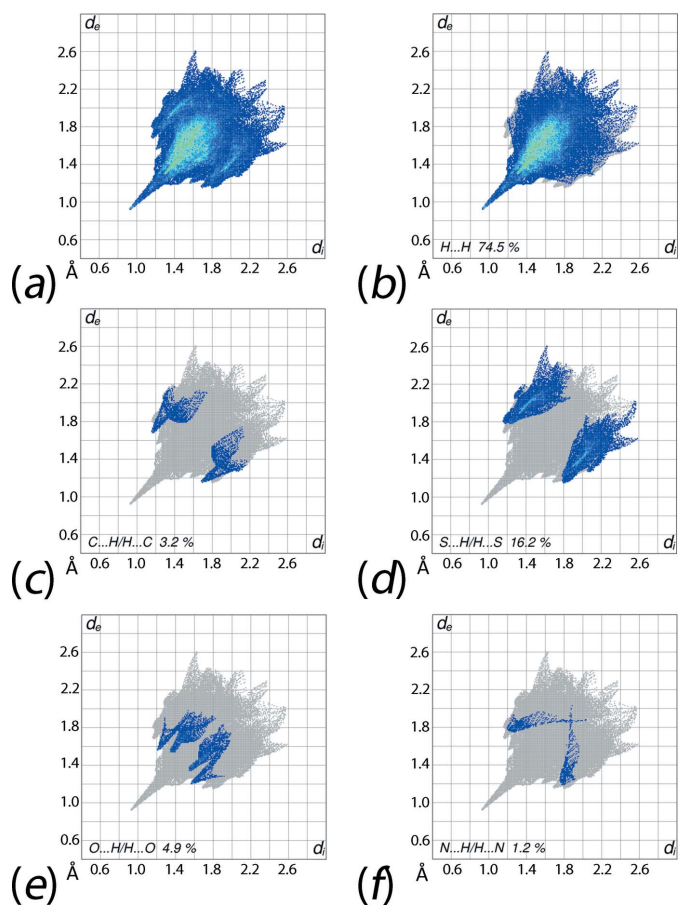 de de
2.6 2.6
2.2 2.2
1.8 1.8
1.4 1.4
1.0 1.0
0.6 di 0.6 H...H 74.5 % di
(a) Å 0.6 1.0 1.4 1.8 2.2 2.6 (b) Å 0.6 1.0 1.4 1.8 2.2 2.6
de de
2.6 2.6
2.2 2.2
1.8 1.8
1.4 1.4
1.0 1.0
0.6 C...H/H...C 3.2 % di 0.6 S...H/H...S 16.2 % di
(c) Å 0.6 1.0 1.4 1.8 2.2 2.6 (d) Å 0.6 1.0 1.4 1.8 2.2 2.6
de de
2.6 2.6
2.2 2.2
1.8 1.8
1.4 1.4
1.0 1.0
0.6 O...H/H...O 4.9 % di 0.6 N...H/H...N 1.2 % di
(e) Å 0.6 1.0 1.4 1.8 2.2 2.6 (f) Å 0.6 1.0 1.4 1.8 2.2 2.6